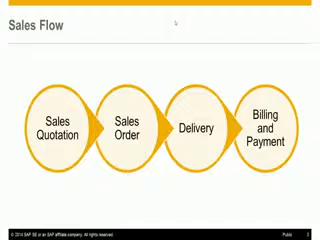 Sales Flow
Sales
Quotation
Sales
Order
Delivery
Billing
and
Payment
© 2014 SAP SE or an SAP affiliate company. All rights reserved.
Public